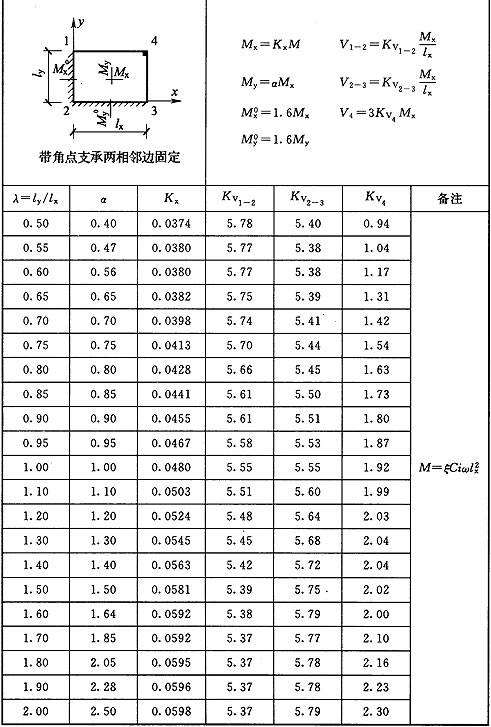 y
1 4
l_y M_x^0 M_y M_x x
2 M_y^0 3
l_x
带角点支承两相邻边固定
M_x=K_xM V_{1-2}=K_{V_{1-2}} M_x/l_x
M_y=αM_x V_{2-3}=K_{V_{2-3}} M_x/l_x
M_x^0=1.6M_x V_4=3K_{V_4}M_x
M_y^0=1.6M_y
λ=l_y/l_x α K_x K_{V_{1-2}} K_{V_{2-3}} K_{V_4} 备注
0.50 0.40 0.0374 5.78 5.40 0.94
0.55 0.47 0.0380 5.77 5.38 1.04
0.60 0.56 0.0380 5.77 5.38 1.17
0.65 0.65 0.0382 5.75 5.39 1.31
0.70 0.70 0.0398 5.74 5.41 1.42
0.75 0.75 0.0413 5.70 5.44 1.54
0.80 0.80 0.0428 5.66 5.45 1.63
0.85 0.85 0.0441 5.61 5.50 1.73
0.90 0.90 0.0455 5.61 5.51 1.80
0.95 0.95 0.0467 5.58 5.53 1.87
1.00 1.00 0.0480 5.55 5.55 1.92 M=ξCiωl_x^2
1.10 1.10 0.0503 5.51 5.60 1.99
1.20 1.20 0.0524 5.48 5.64 2.03
1.30 1.30 0.0545 5.45 5.68 2.04
1.40 1.40 0.0563 5.42 5.72 2.04
1.50 1.50 0.0581 5.39 5.75 2.02
1.60 1.64 0.0592 5.38 5.79 2.00
1.70 1.85 0.0592 5.37 5.77 2.10
1.80 2.05 0.0595 5.37 5.78 2.16
1.90 2.28 0.0596 5.37 5.78 2.23
2.00 2.50 0.0598 5.37 5.79 2.30